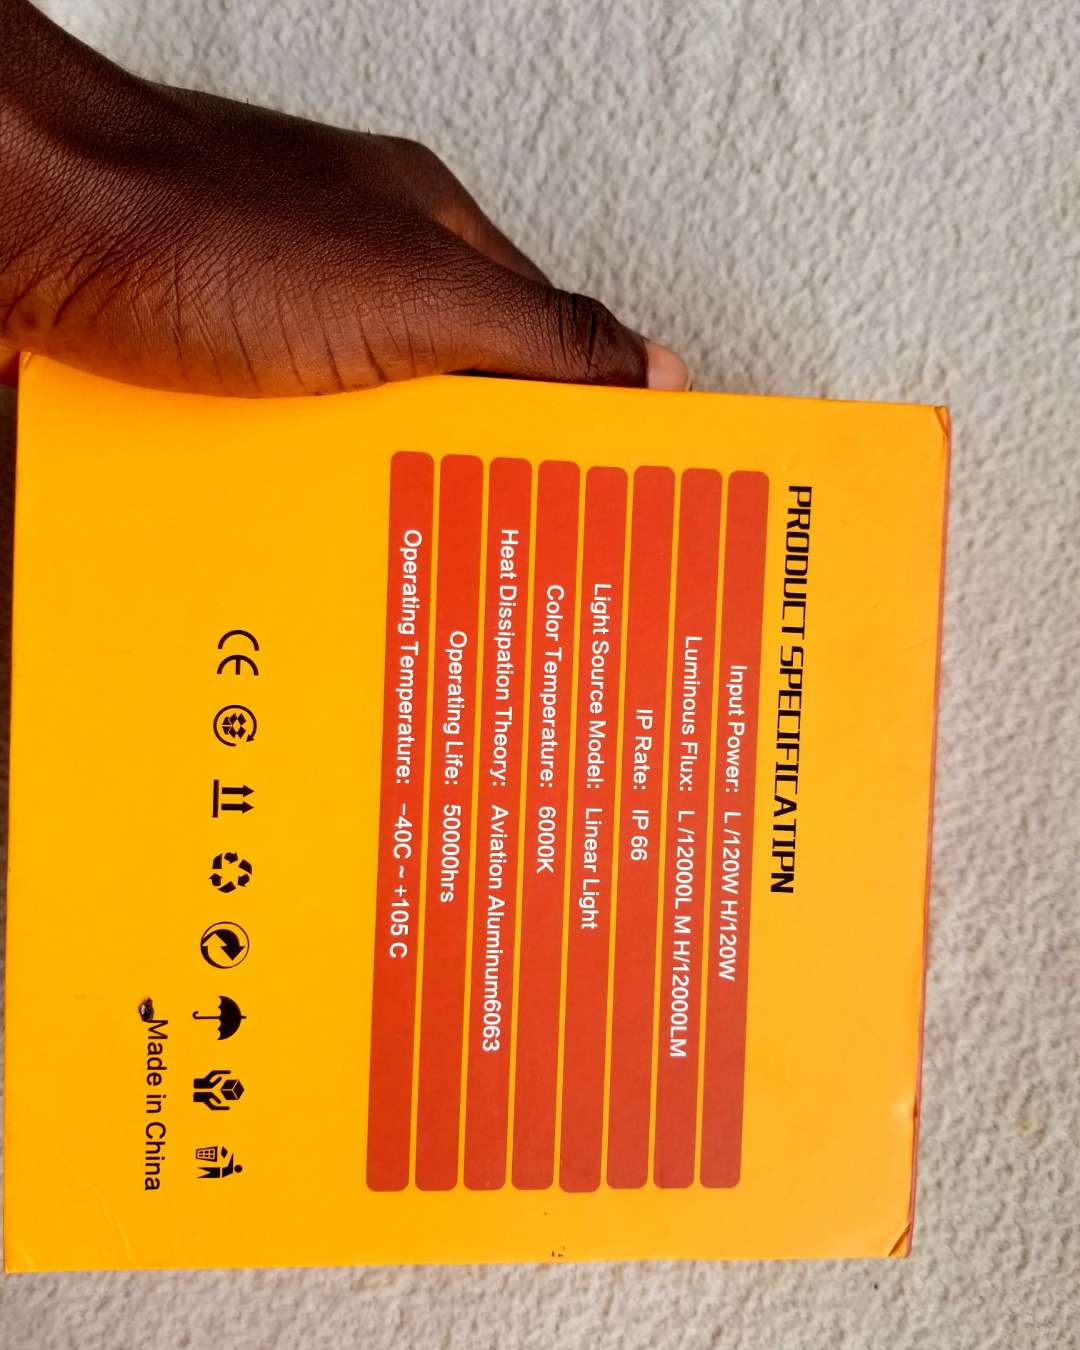 PRODUCT SPECIFICATIPN
Input Power: L /120W H/120W
Luminous Flux: L /12000L M H/12000LM
IP Rate: IP 66
Light Source Model: Linear Light
Color Temperature: 6000K
Heat Dissipation Theory: Aviation Aluminum6063
Operating Life: 50000hrs
Operating Temperature: −40C ~ +105 C
CE
Made in China